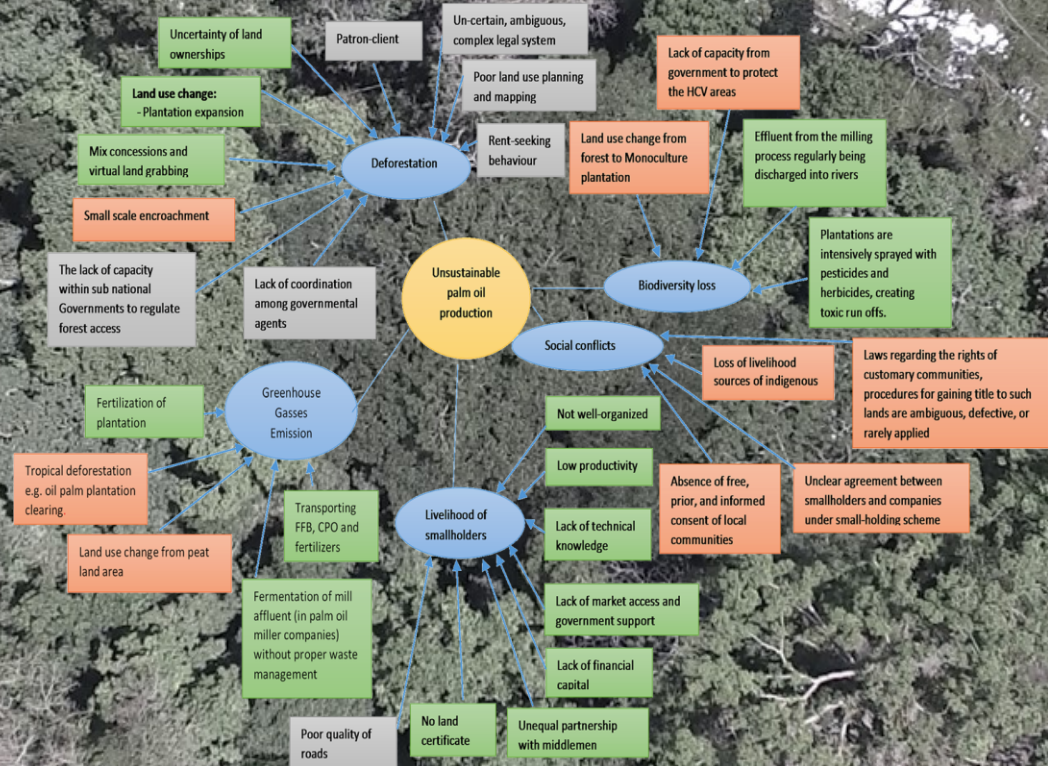 Uncertainty of land
ownerships
Patron-client
Un-certain, ambiguous,
complex legal system
Lack of capacity from
government to protect
the HCV areas
Land use change:
- Plantation expansion
Poor land use planning
and mapping
Mix concessions and
virtual land grabbing
Deforestation
Rent-seeking
behaviour
Land use change from
forest to Monoculture
plantation
Effluent from the milling
process regularly being
discharged into rivers
Small scale encroachment
Plantations are
intensively sprayed with
pesticides and
herbicides, creating
toxic run offs.
The lack of capacity
within sub national
Governments to regulate
forest access
Lack of coordination
among governmental
agents
Unsustainable
palm oil
production
Biodiversity loss
Social conflicts
Loss of livelihood
sources of indigenous
Laws regarding the rights of
customary communities,
procedures for gaining title to such
lands are ambiguous, defective, or
rarely applied
Greenhouse
Gasses
Emission
Fertilization of
plantation
Not well-organized
Low productivity
Absence of free,
prior, and informed
consent of local
communities
Unclear agreement between
smallholders and companies
under small-holding scheme
Tropical deforestation
e.g. oil palm plantation
clearing.
Transporting
FFB, CPO and
fertilizers
Livelihood of
smallholders
Lack of technical
knowledge
Land use change from peat
land area
Fermentation of mill
affluent (in palm oil
miller companies)
without proper waste
management
Lack of market access and
government support
Lack of financial
capital
Poor quality of
roads
No land
certificate
Unequal partnership
with middlemen